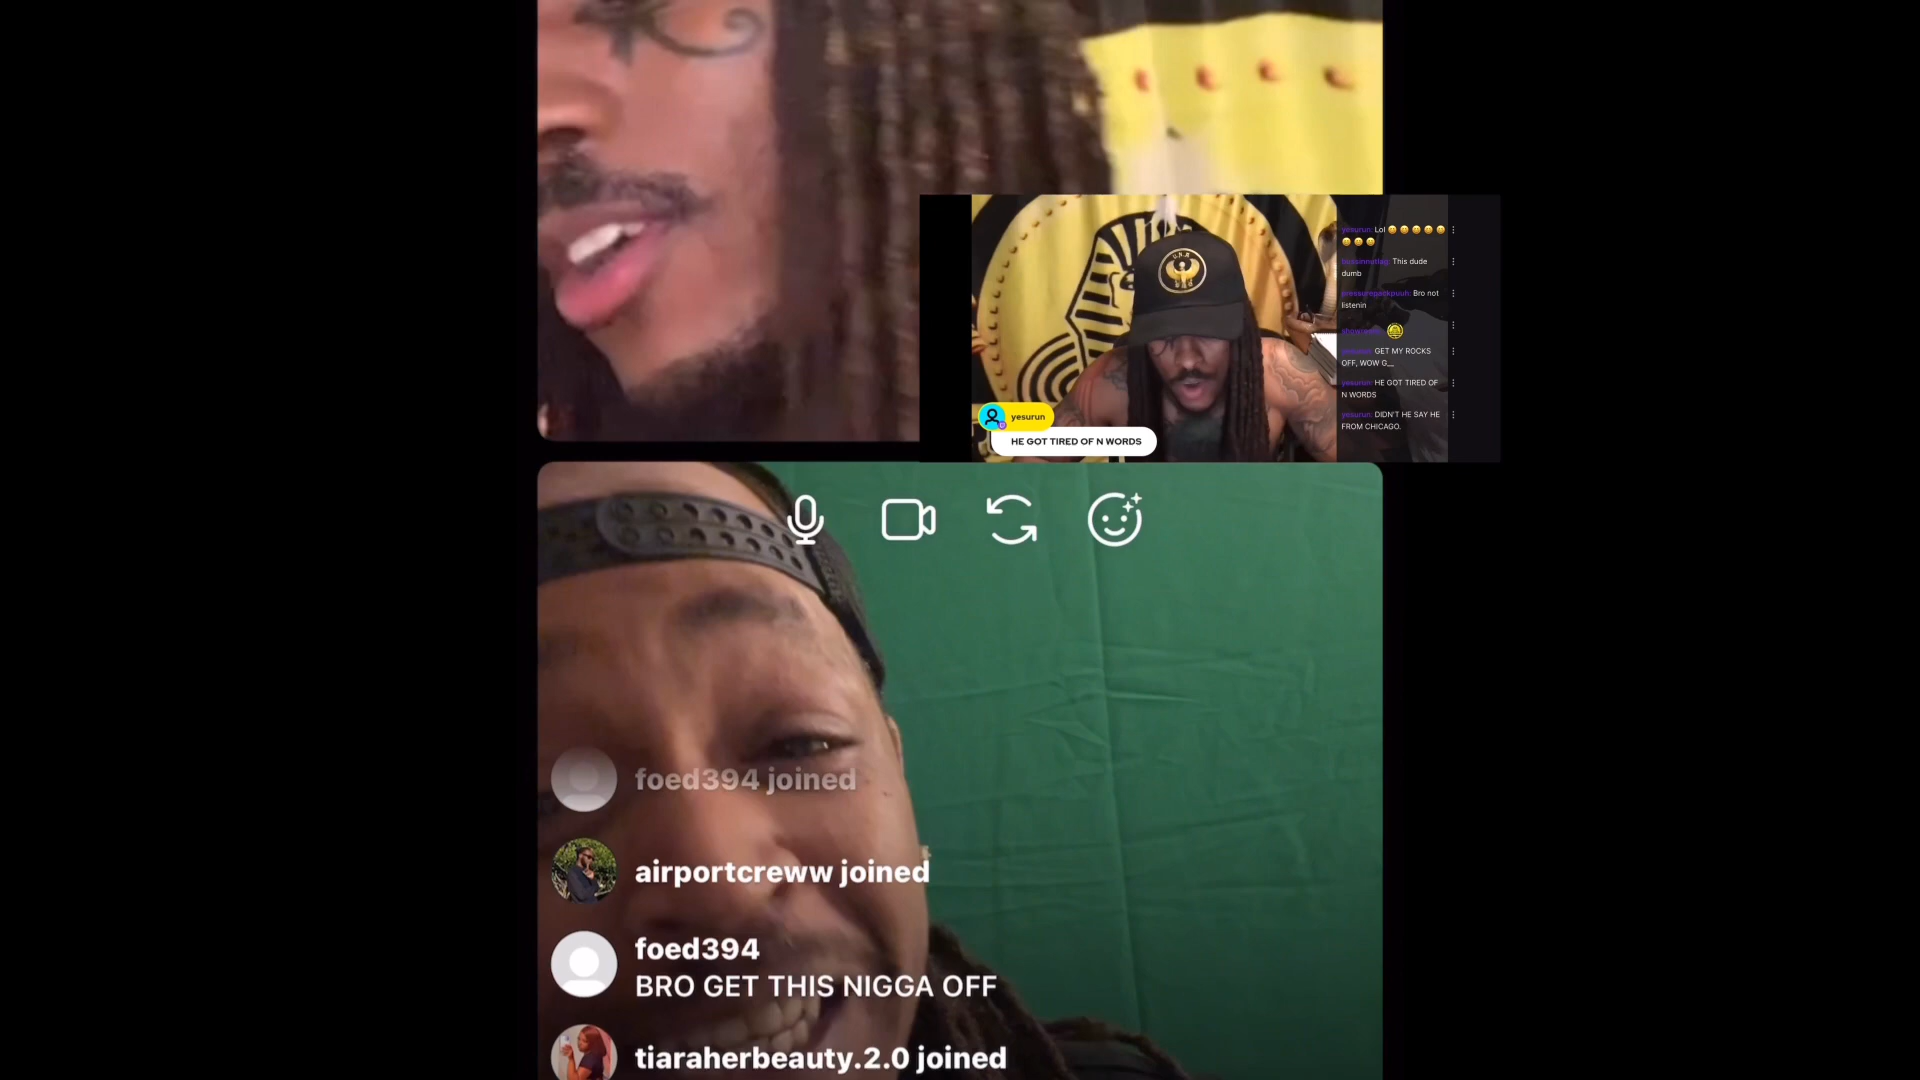 yesurun: Lol
This dude
dumb
Bro not
listenin
yesurun: GET MY ROCKS
OFF, WOW G__
yesurun: HE GOT TIRED OF
N WORDS
yesurun: DIDN'T HE SAY HE
FROM CHICAGO.
yesurun
HE GOT TIRED OF N WORDS
foed394 joined
airportcreww joined
foed394
BRO GET THIS NIGGA OFF
tiaraherbeauty.2.0 joined